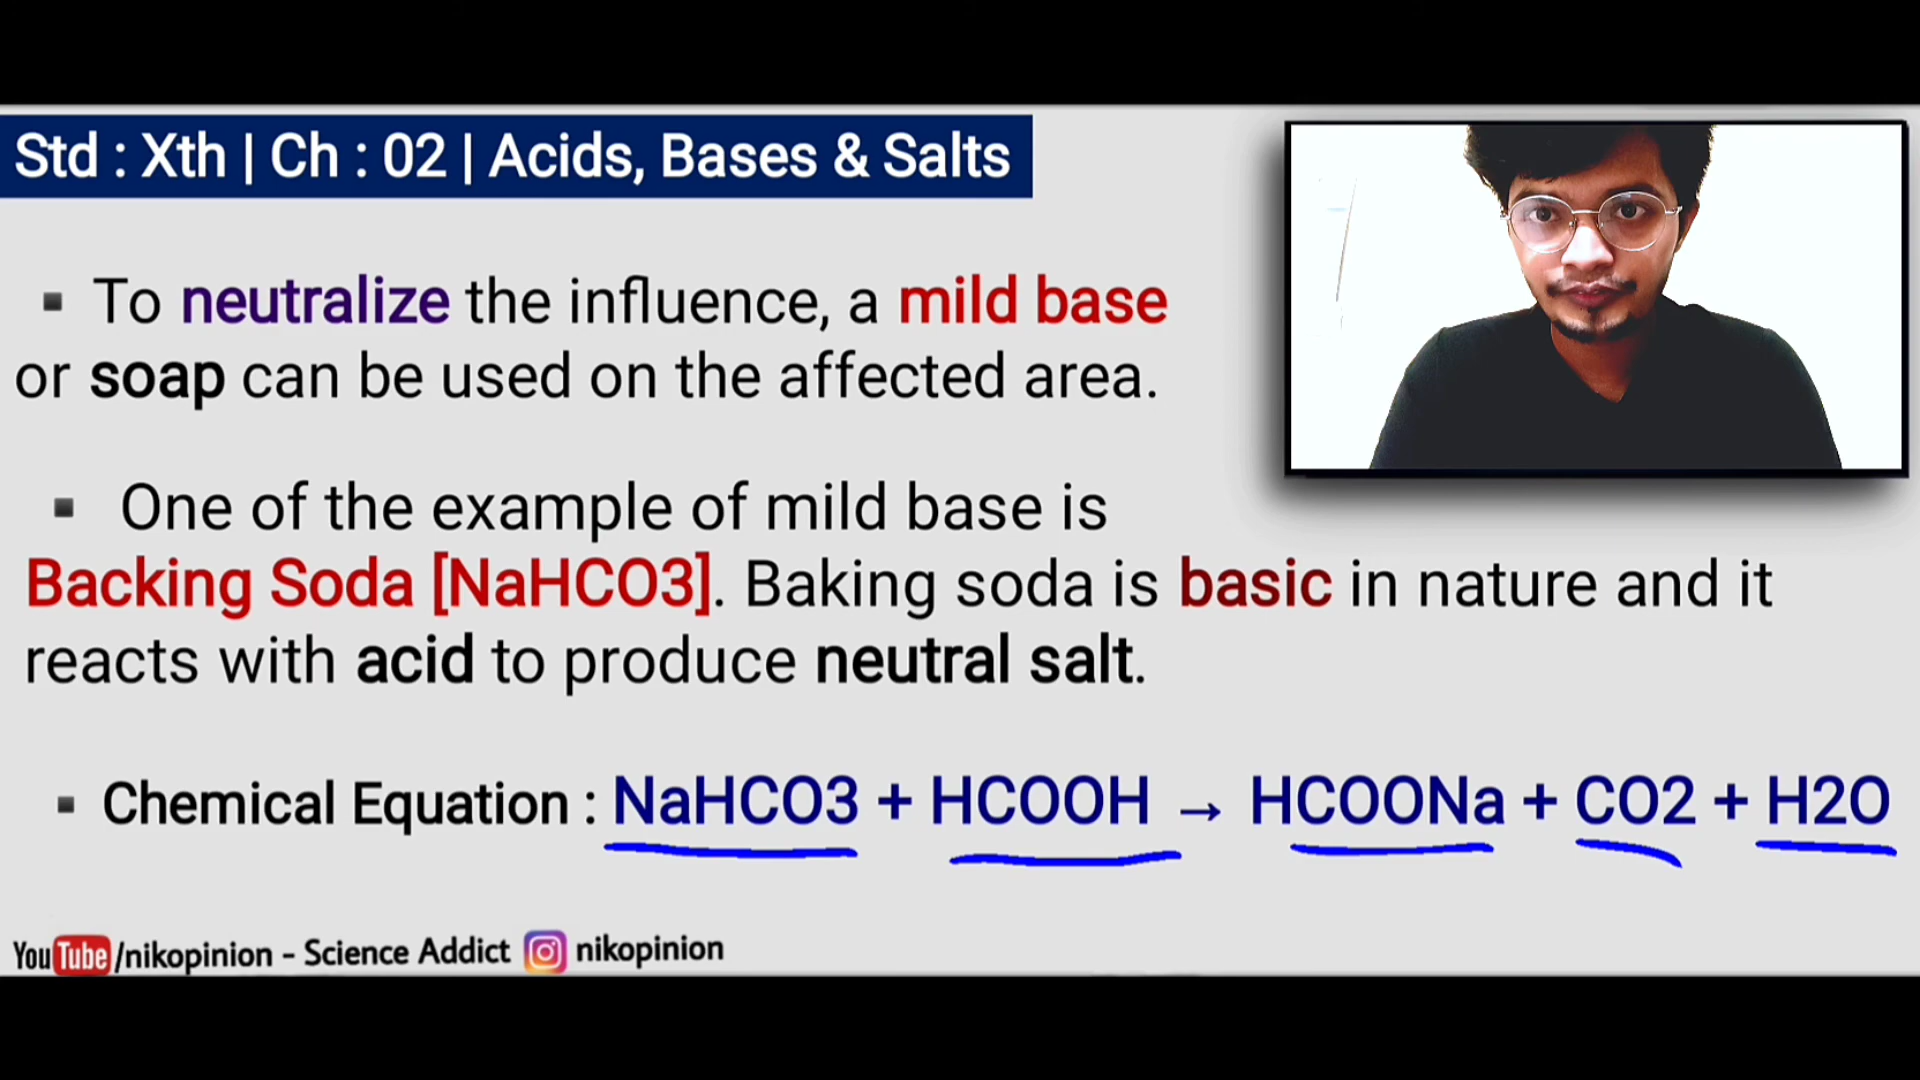 Std : Xth | Ch : 02 | Acids, Bases & Salts
▪ To neutralize the influence, a mild base
or soap can be used on the affected area.
▪ One of the example of mild base is
Backing Soda [NaHCO3]. Baking soda is basic in nature and it
reacts with acid to produce neutral salt.
▪ Chemical Equation : NaHCO3 + HCOOH → HCOONa + CO2 + H2O
YouTube/nikopinion - Science Addict nikopinion